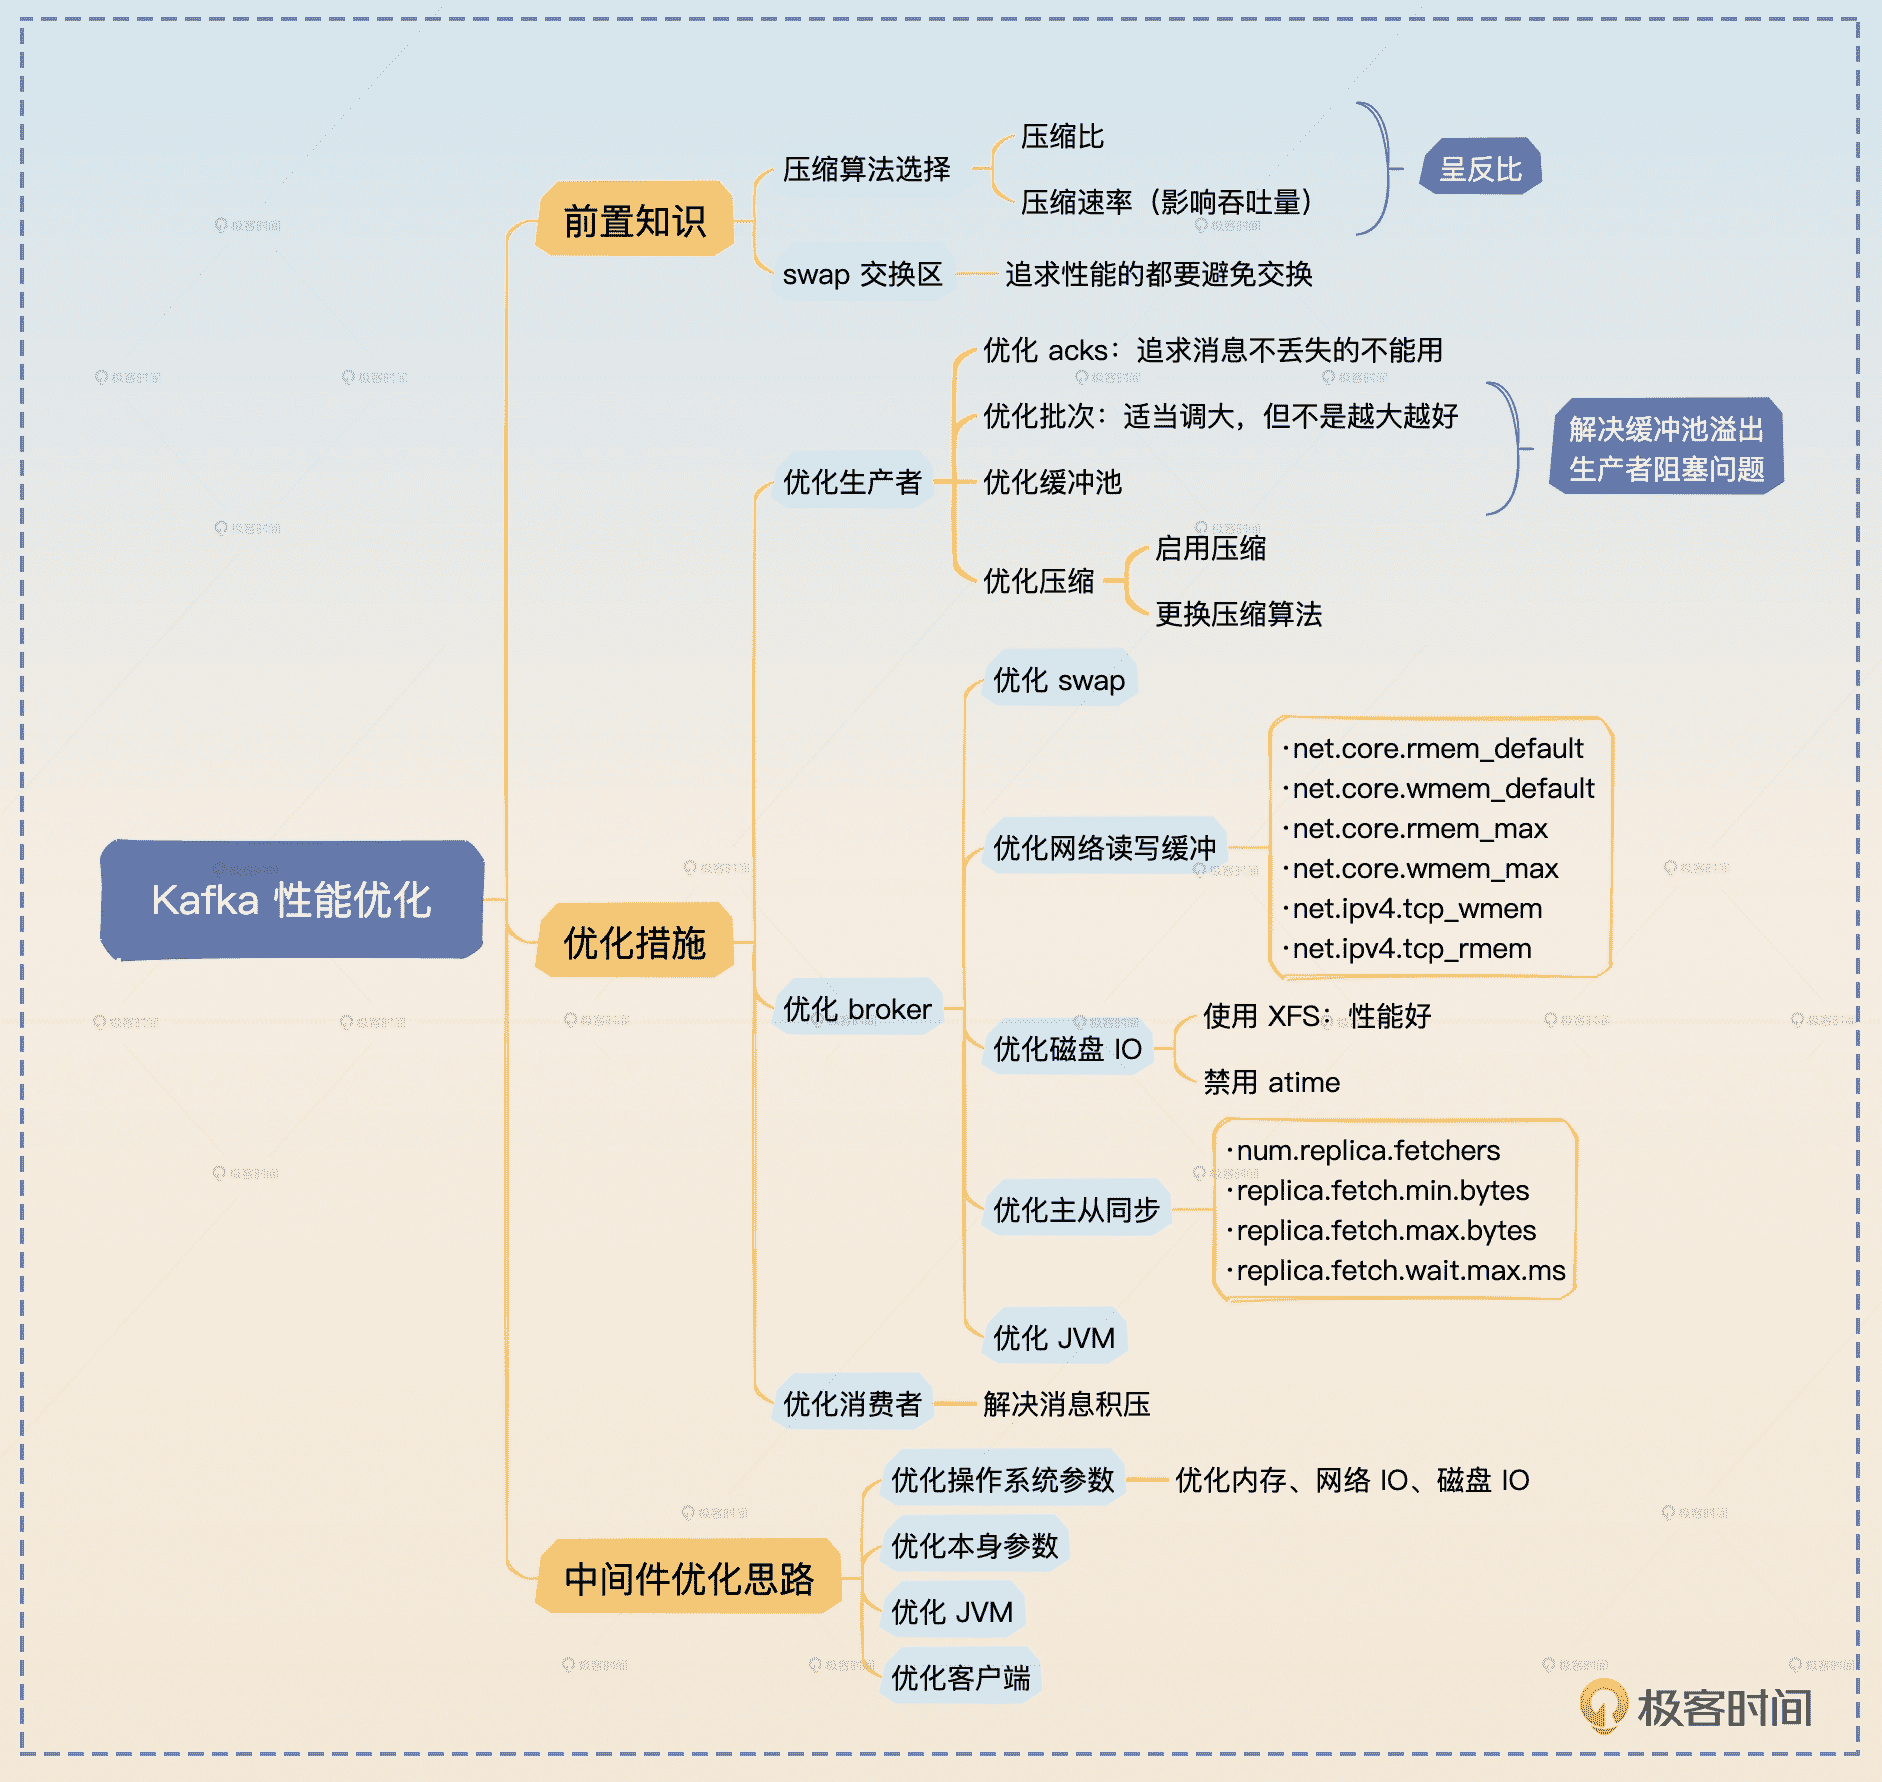 Kafka 性能优化
前置知识
压缩算法选择
压缩比
压缩速率（影响吞吐量）
呈反比
swap 交换区
追求性能的都要避免交换
优化措施
优化生产者
优化 acks：追求消息不丢失的不能用
优化批次：适当调大，但不是越大越好
优化缓冲池
解决缓冲池溢出
生产者阻塞问题
优化压缩
启用压缩
更换压缩算法
优化 broker
优化 swap
优化网络读写缓冲
·net.core.rmem_default
·net.core.wmem_default
·net.core.rmem_max
·net.core.wmem_max
·net.ipv4.tcp_wmem
·net.ipv4.tcp_rmem
优化磁盘 IO
使用 XFS：性能好
禁用 atime
优化主从同步
·num.replica.fetchers
·replica.fetch.min.bytes
·replica.fetch.max.bytes
·replica.fetch.wait.max.ms
优化 JVM
优化消费者
解决消息积压
中间件优化思路
优化操作系统参数
优化内存、网络 IO、磁盘 IO
优化本身参数
优化 JVM
优化客户端
极客时间